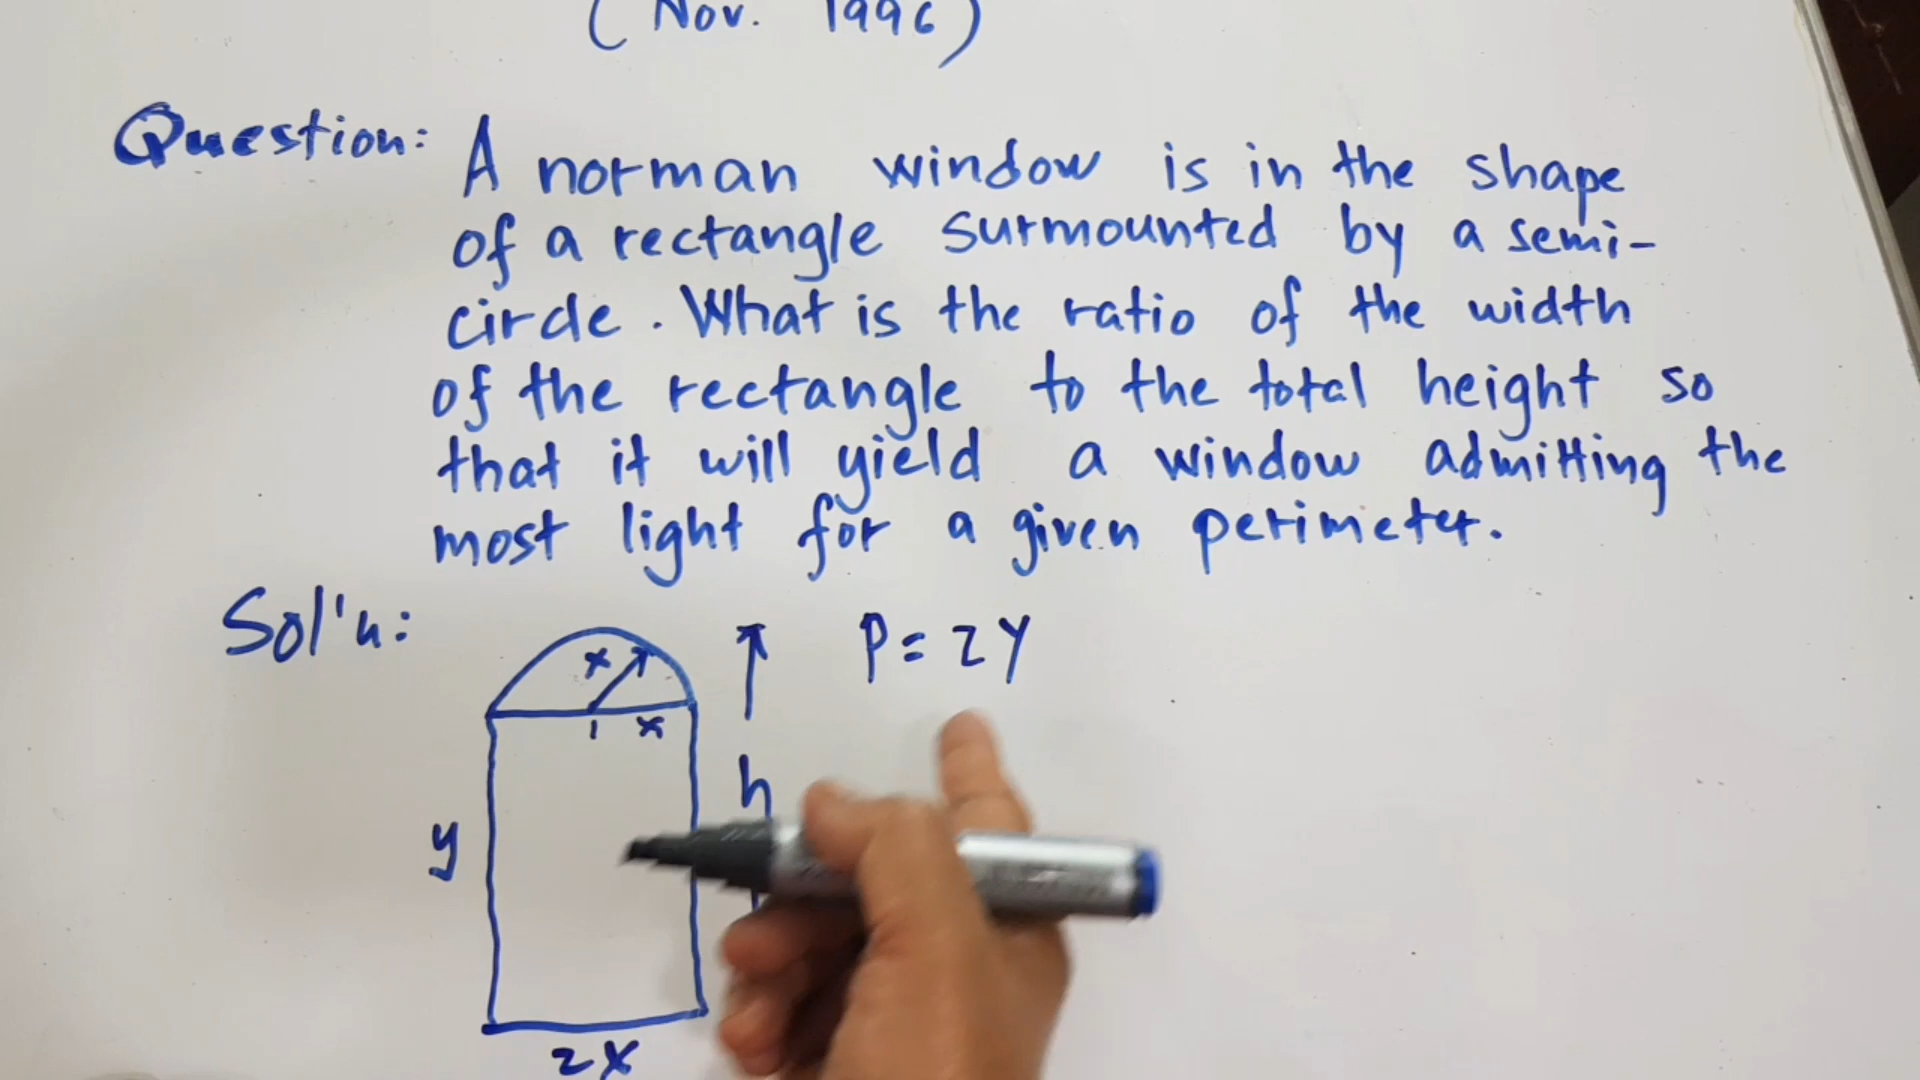 (Nov. 1996)
Question: A norman window is in the shape
of a rectangle surmounted by a semi-
circle. What is the ratio of the width
of the rectangle to the total height so
that it will yield a window admitting the
most light for a given perimeter.
Sol'n:
P = 2y
x
x
h
y
2x